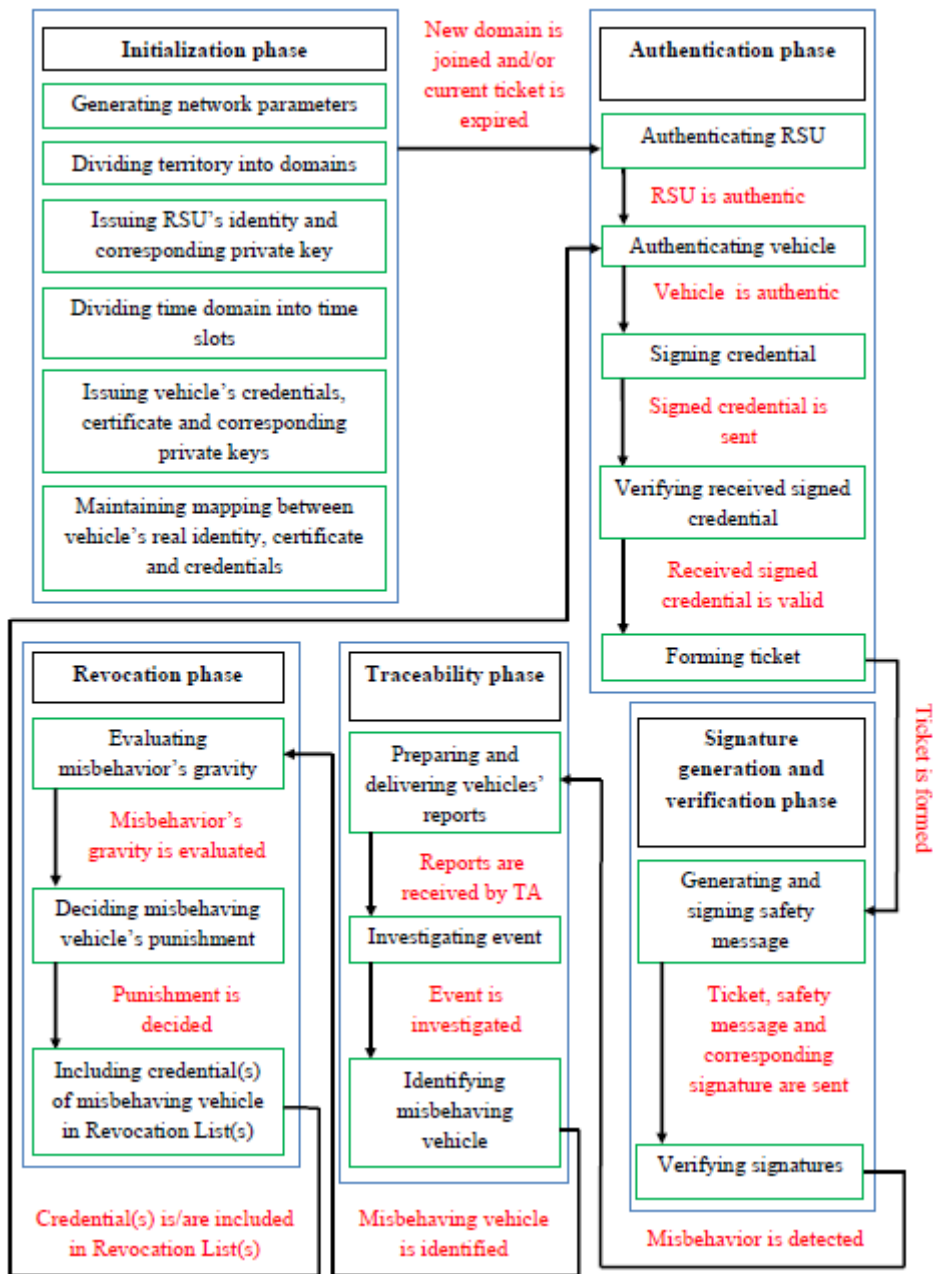 Initialization phase
Generating network parameters
Dividing territory into domains
Issuing RSU's identity and
corresponding private key
Dividing time domain into time
slots
Issuing vehicle's credentials,
certificate and corresponding
private keys
Maintaining mapping between
vehicle's real identity, certificate
and credentials
New domain is
joined and/or
current ticket is
expired
Authentication phase
Authenticating RSU
RSU is authentic
Authenticating vehicle
Vehicle is authentic
Signing credential
Signed credential is
sent
Verifying received signed
credential
Received signed
credential is valid
Forming ticket
Ticket is formed
Signature
generation and
verification phase
Generating and
signing safety
message
Ticket, safety
message and
corresponding
signature are sent
Verifying signatures
Misbehavior is detected
Traceability phase
Preparing and
delivering vehicles'
reports
Reports are
received by TA
Investigating event
Event is
investigated
Identifying
misbehaving
vehicle
Misbehaving vehicle
is identified
Revocation phase
Evaluating
misbehavior's gravity
Misbehavior's
gravity is evaluated
Deciding misbehaving
vehicle's punishment
Punishment is
decided
Including credential(s)
of misbehaving vehicle
in Revocation List(s)
Credential(s) is/are included
in Revocation List(s)